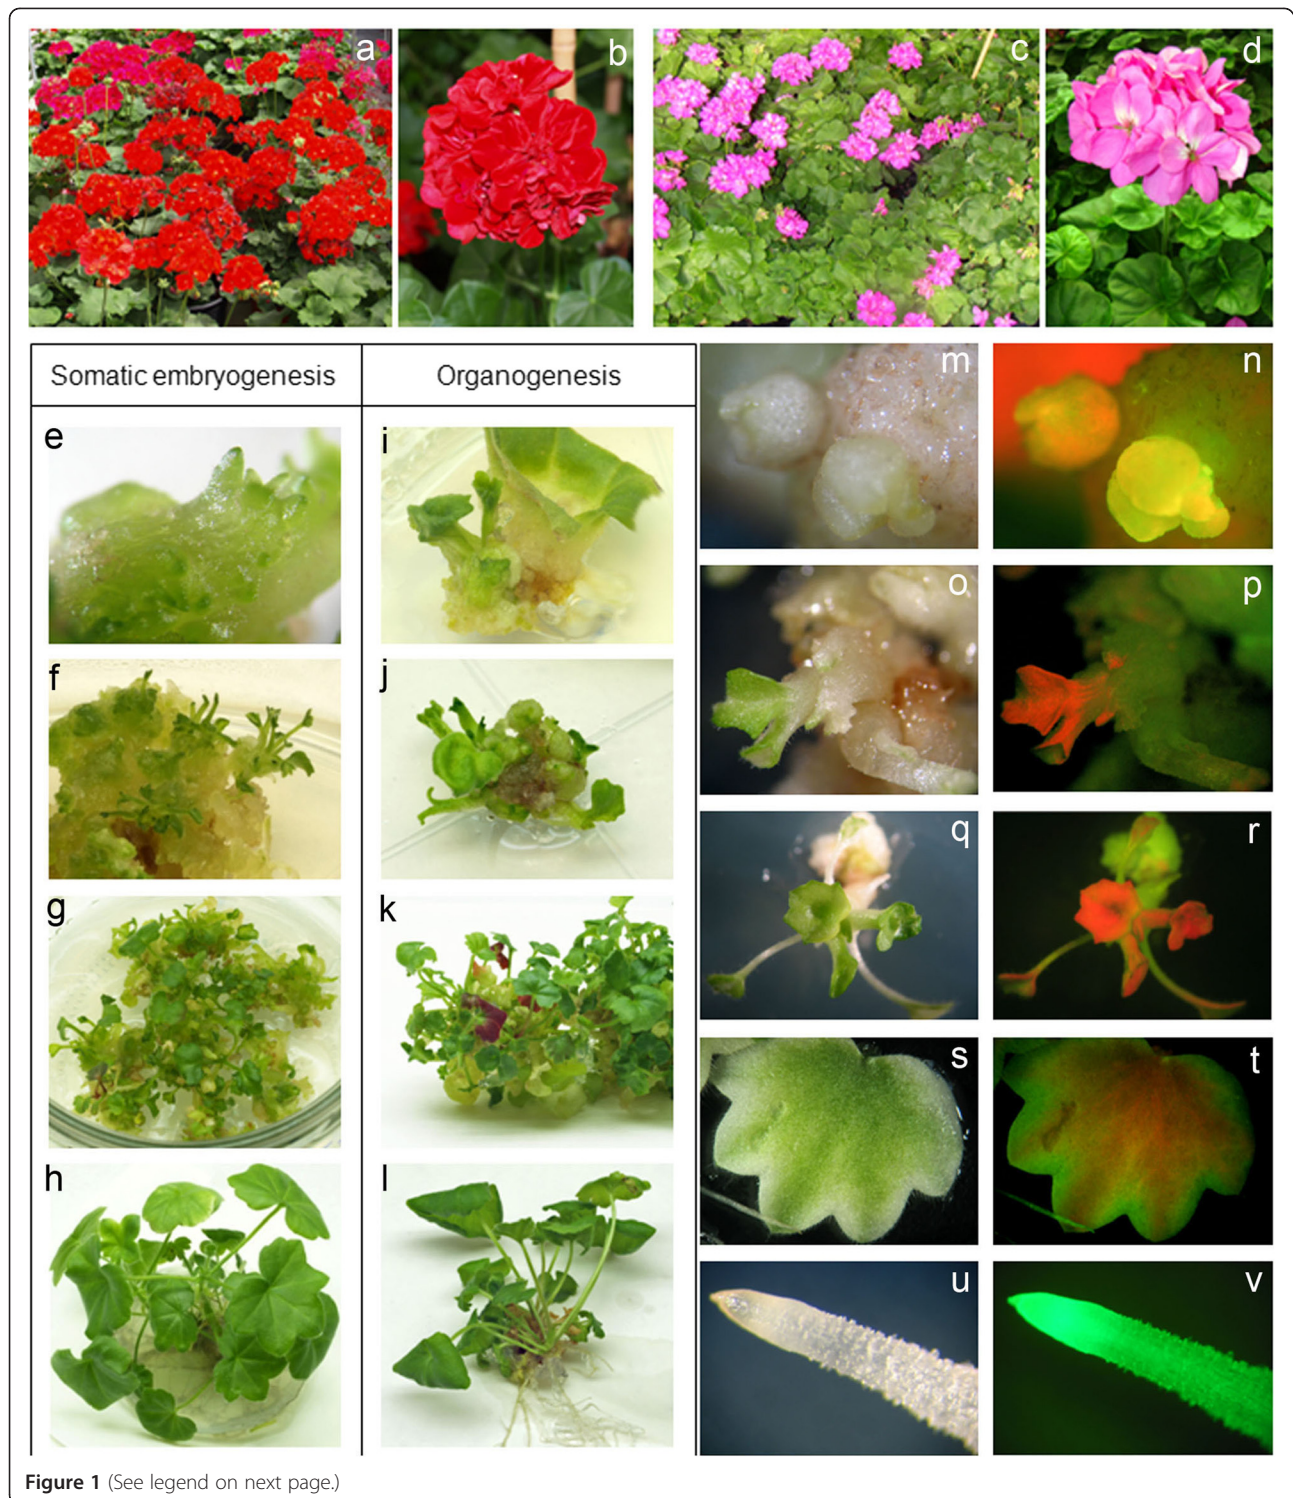 a b c d
Somatic embryogenesis Organogenesis
m n
e i
o p
f j
q r
g k
s t
h l
u v
Figure 1 (See legend on next page.)